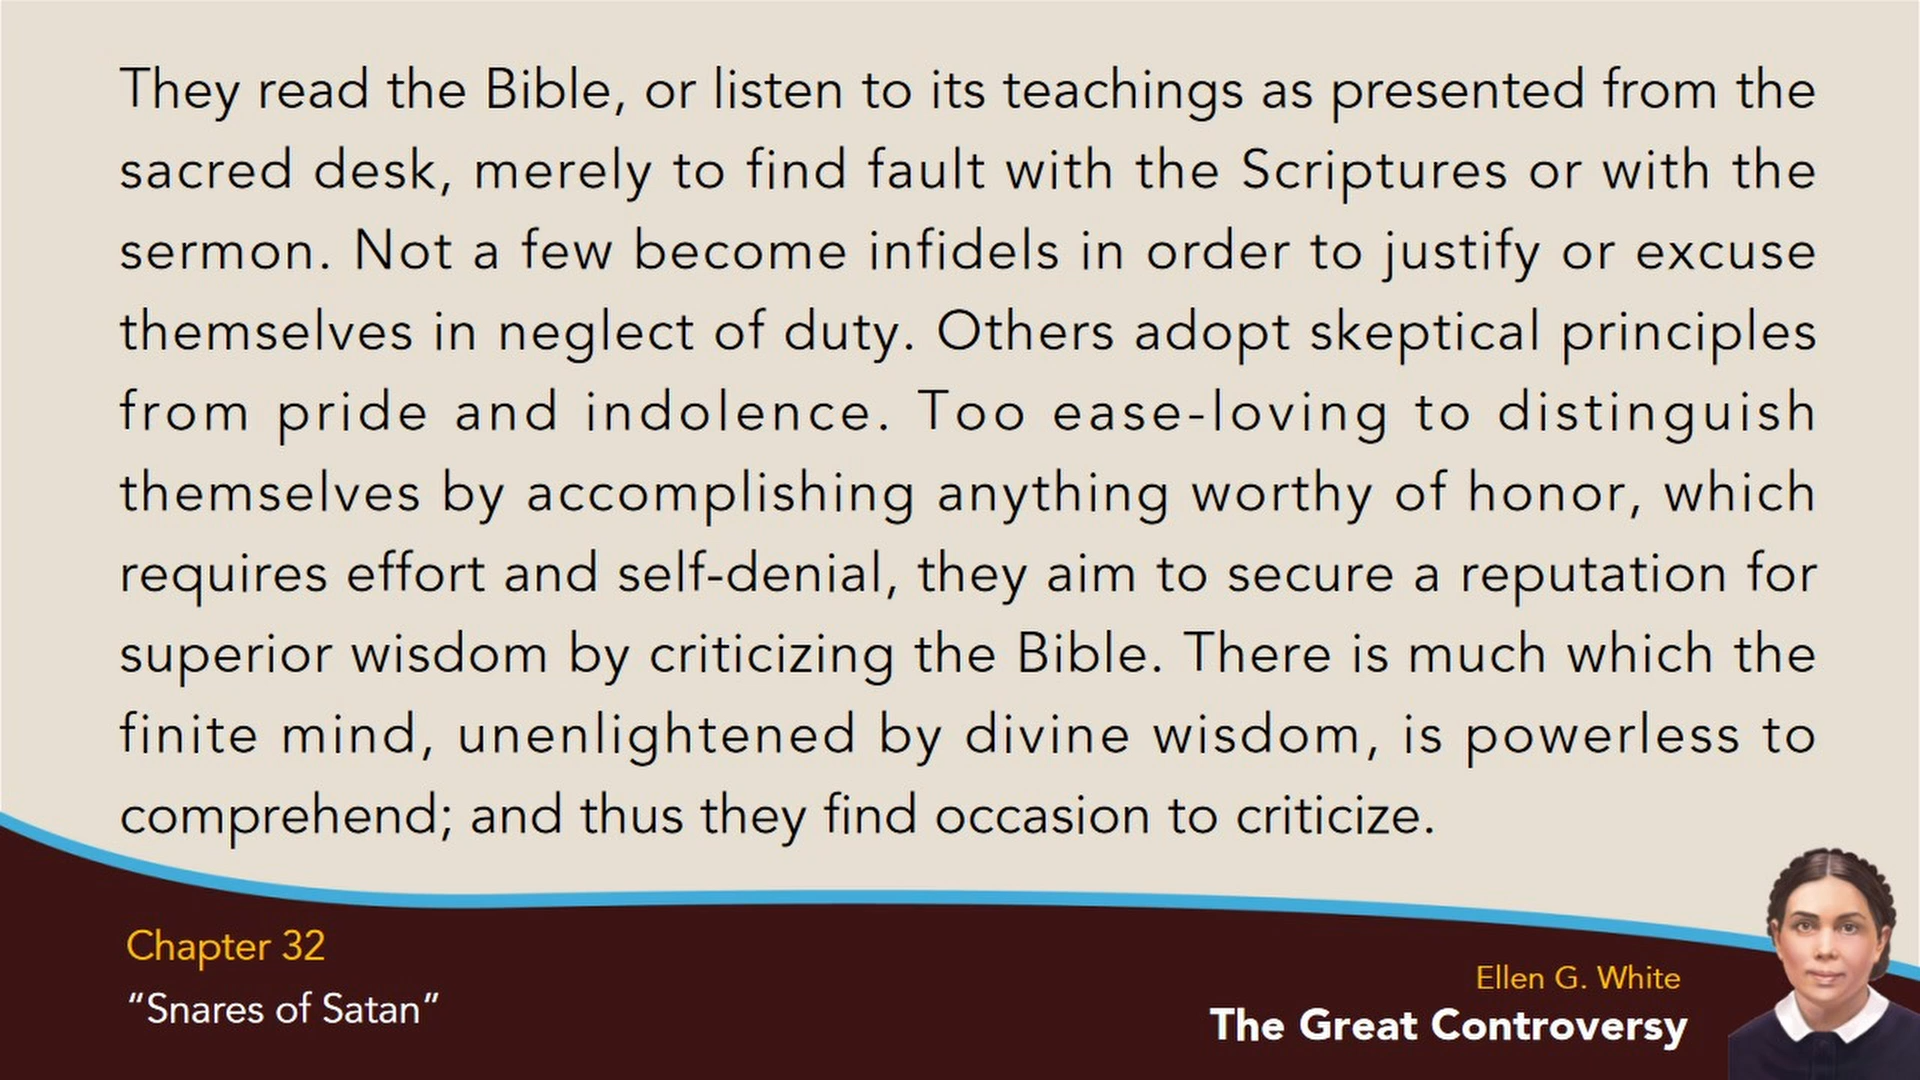 They read the Bible, or listen to its teachings as presented from the
sacred desk, merely to find fault with the Scriptures or with the
sermon. Not a few become infidels in order to justify or excuse
themselves in neglect of duty. Others adopt skeptical principles
from pride and indolence. Too ease-loving to distinguish
themselves by accomplishing anything worthy of honor, which
requires effort and self-denial, they aim to secure a reputation for
superior wisdom by criticizing the Bible. There is much which the
finite mind, unenlightened by divine wisdom, is powerless to
comprehend; and thus they find occasion to criticize.
Chapter 32
“Snares of Satan”
Ellen G. White
The Great Controversy